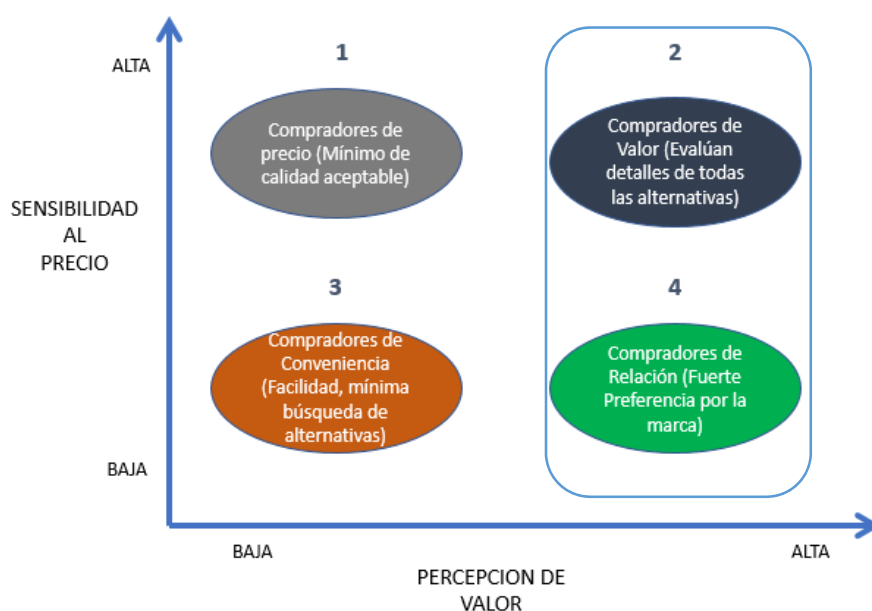 1
2
ALTA
Compradores de
precio (Mínimo de
calidad aceptable)
Compradores de
Valor (Evalúan
detalles de todas
las alternativas)
SENSIBILIDAD
AL
PRECIO
3
4
Compradores de
Conveniencia
(Facilidad, mínima
búsqueda de
alternativas)
Compradores de
Relación (Fuerte
Preferencia por la
marca)
BAJA
BAJA
ALTA
PERCEPCION DE
VALOR